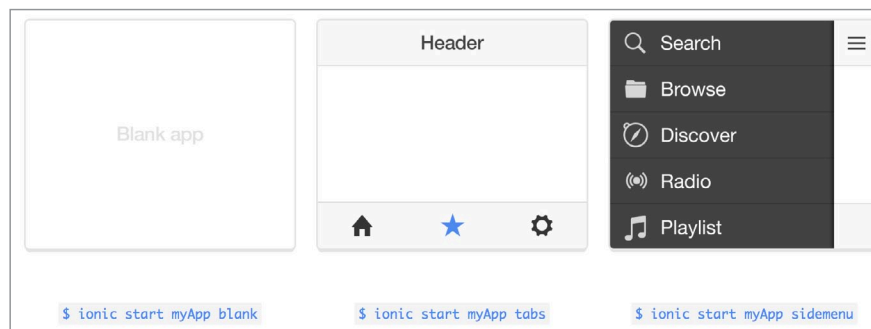 Blank app
$ ionic start myApp blank
Header
$ ionic start myApp tabs
Search
Browse
Discover
Radio
Playlist
$ ionic start myApp sidemenu